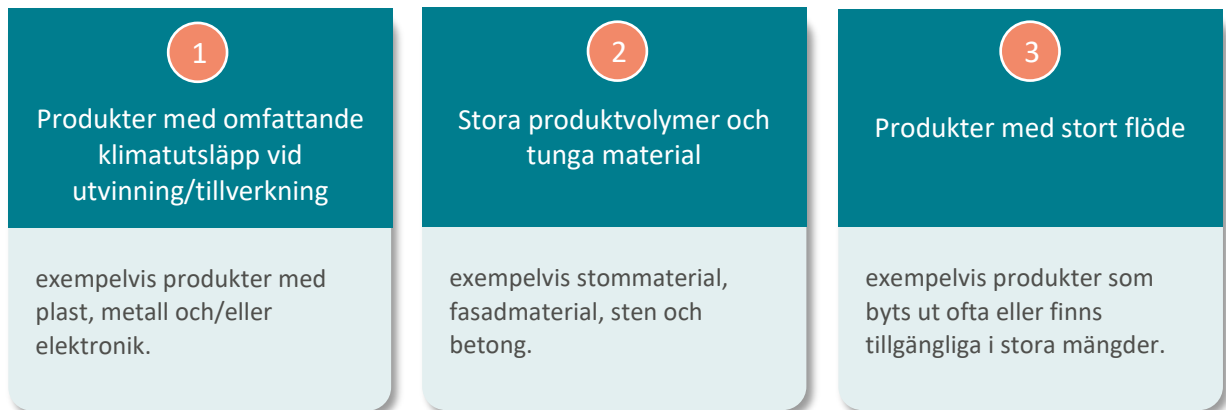 1
Produkter med omfattande
klimatutsläpp vid
utvinning/tillverkning
exempelvis produkter med
plast, metall och/eller
elektronik.
2
Stora produktvolymer och
tunga material
exempelvis stommaterial,
fasadmaterial, sten och
betong.
3
Produkter med stort flöde
exempelvis produkter som
byts ut ofta eller finns
tillgängliga i stora mängder.